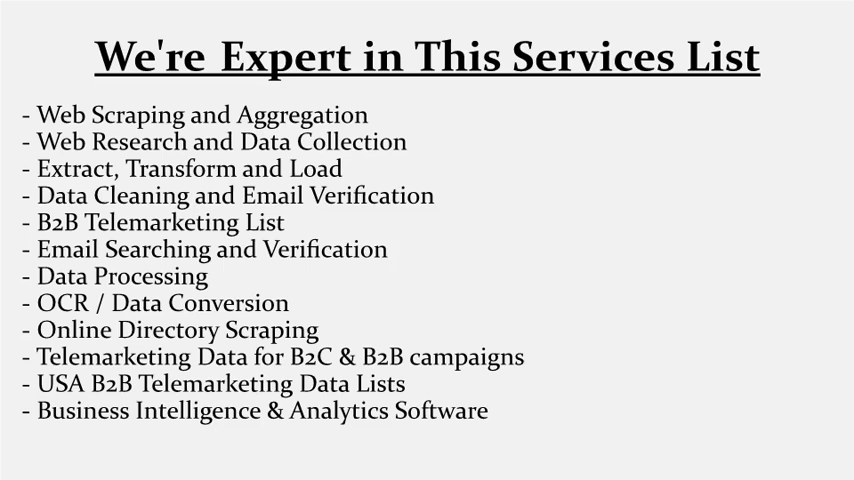 We're Expert in This Services List
- Web Scraping and Aggregation
- Web Research and Data Collection
- Extract, Transform and Load
- Data Cleaning and Email Verification
- B2B Telemarketing List
- Email Searching and Verification
- Data Processing
- OCR / Data Conversion
- Online Directory Scraping
- Telemarketing Data for B2C & B2B campaigns
- USA B2B Telemarketing Data Lists
- Business Intelligence & Analytics Software